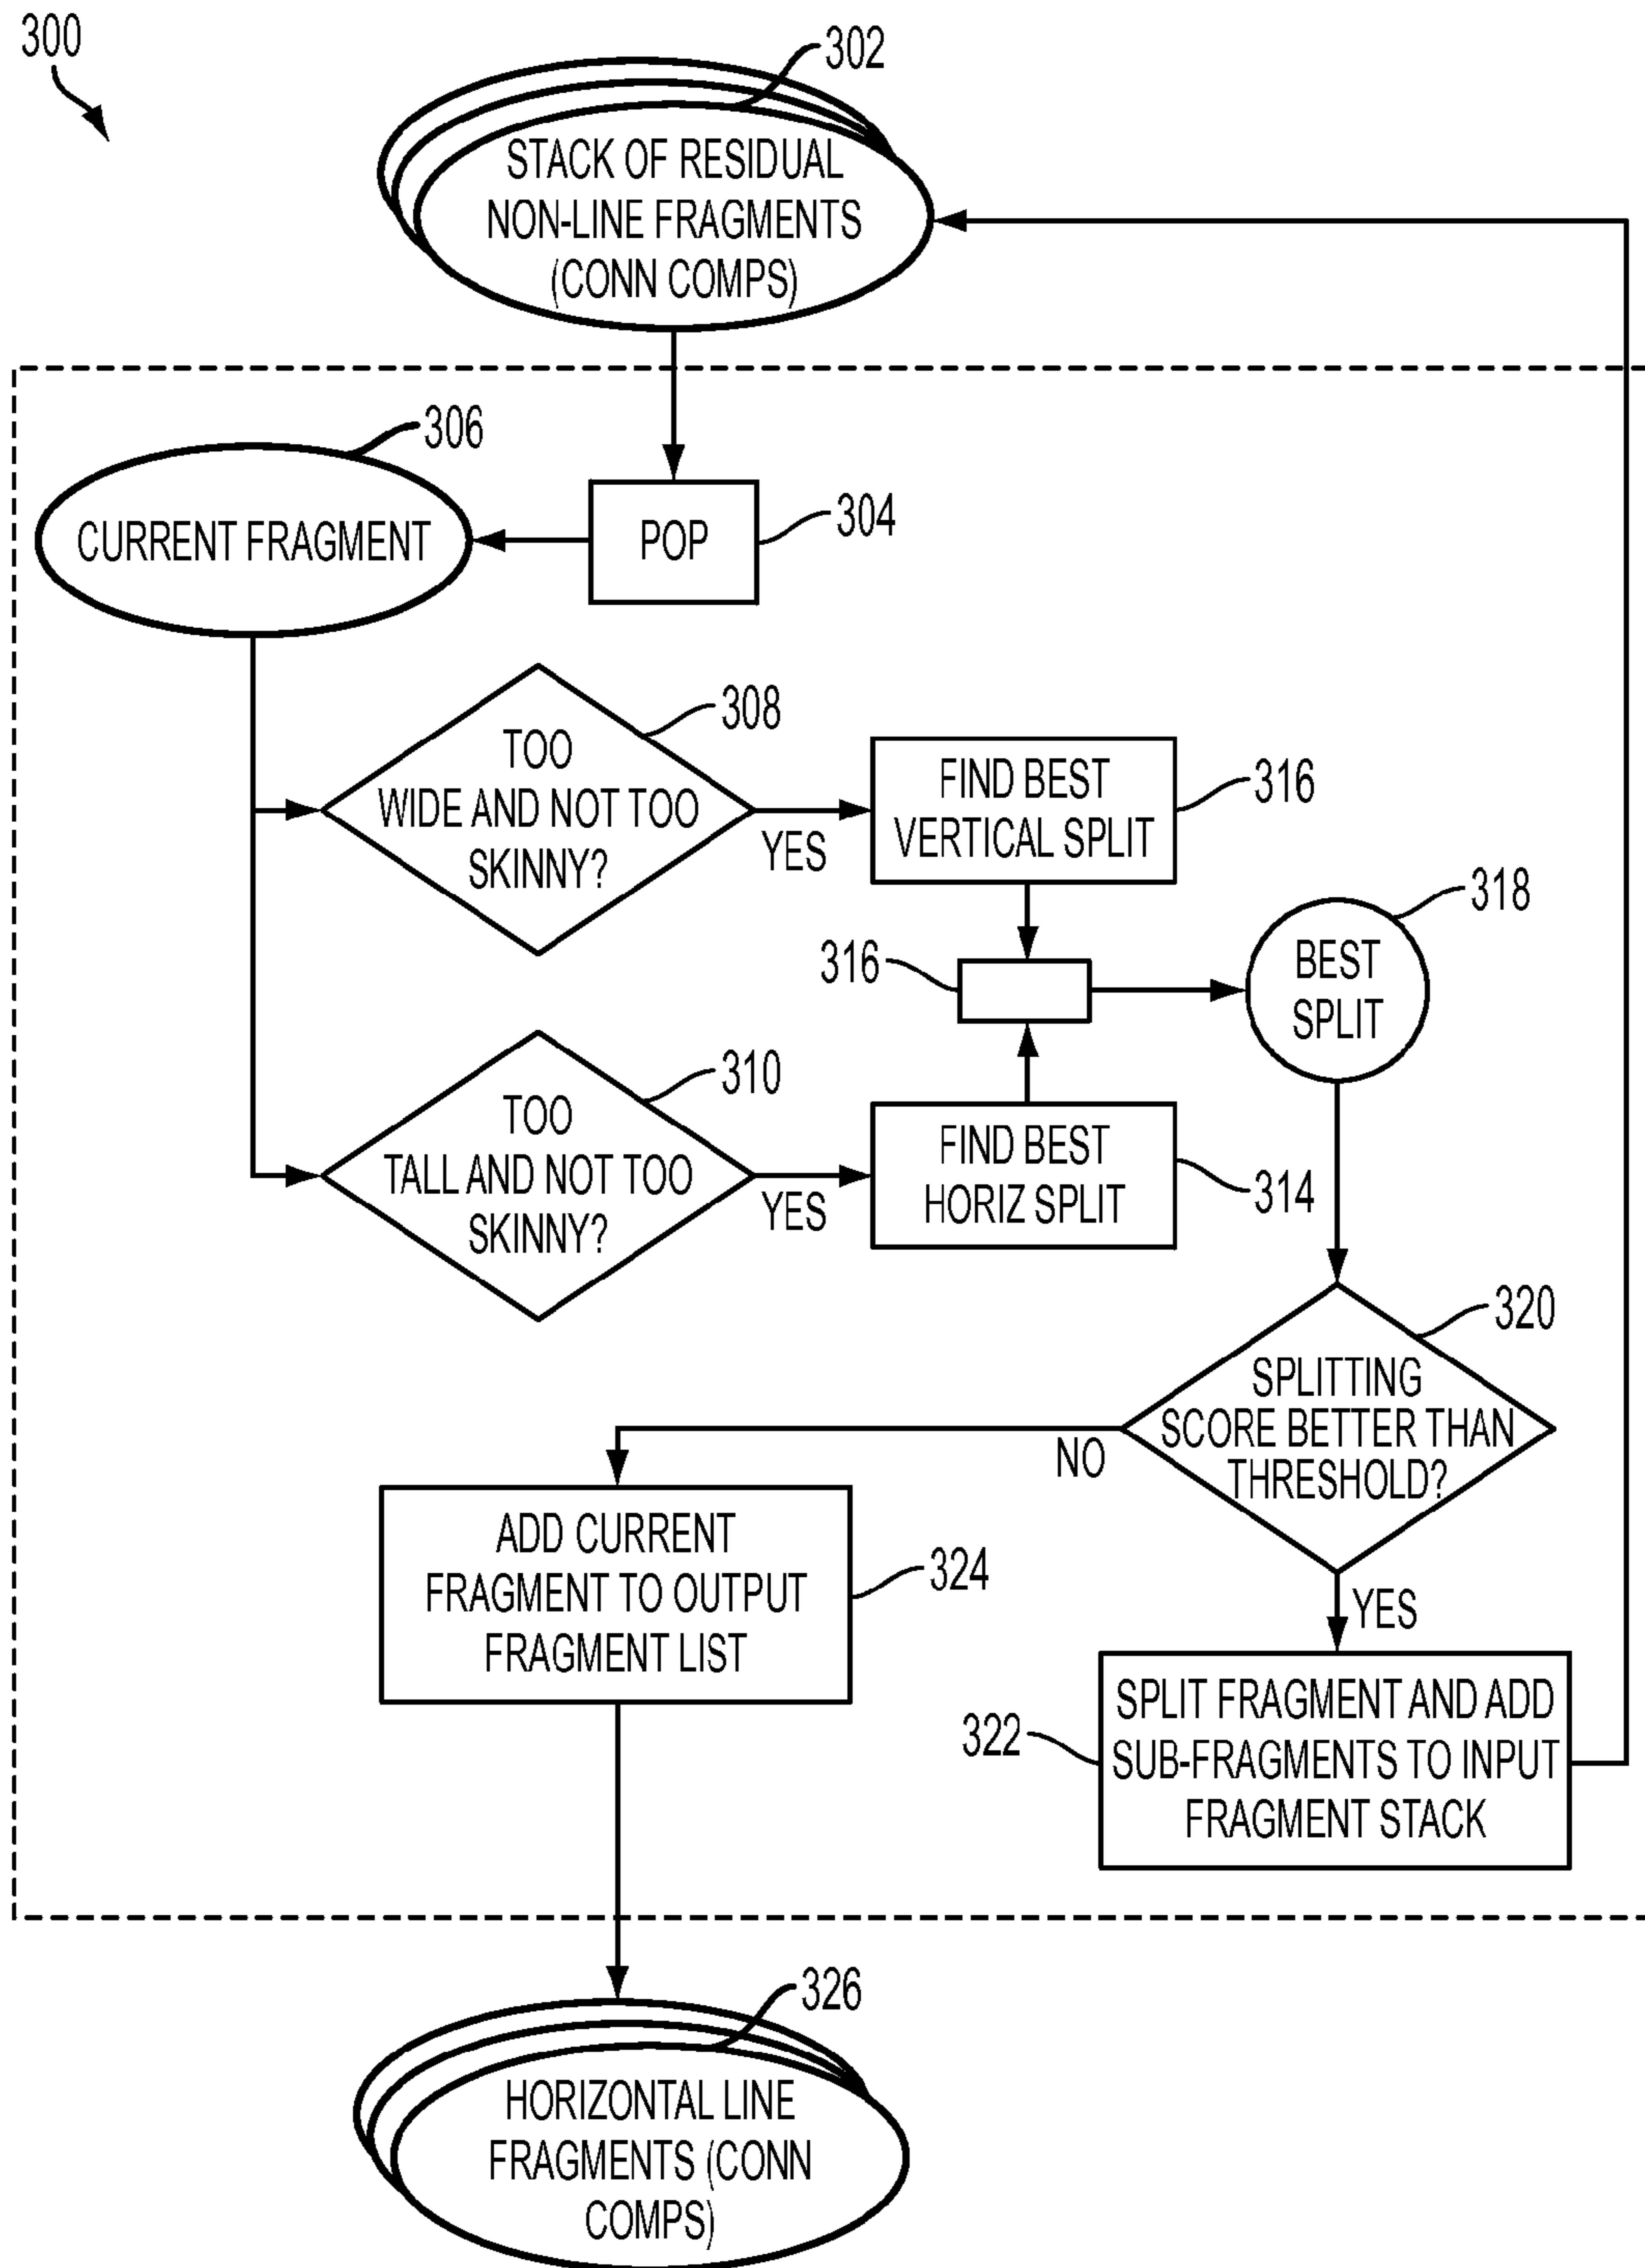 300
302
STACK OF RESIDUAL
NON-LINE FRAGMENTS
(CONN COMPS)
306
CURRENT FRAGMENT
POP
304
308
TOO
WIDE AND NOT TOO
SKINNY?
YES
FIND BEST
VERTICAL SPLIT
316
316
318
BEST
SPLIT
310
TOO
TALL AND NOT TOO
SKINNY?
YES
FIND BEST
HORIZ SPLIT
314
320
SPLITTING
SCORE BETTER THAN
THRESHOLD?
NO
YES
ADD CURRENT
FRAGMENT TO OUTPUT
FRAGMENT LIST
324
322
SPLIT FRAGMENT AND ADD
SUB-FRAGMENTS TO INPUT
FRAGMENT STACK
326
HORIZONTAL LINE
FRAGMENTS (CONN
COMPS)